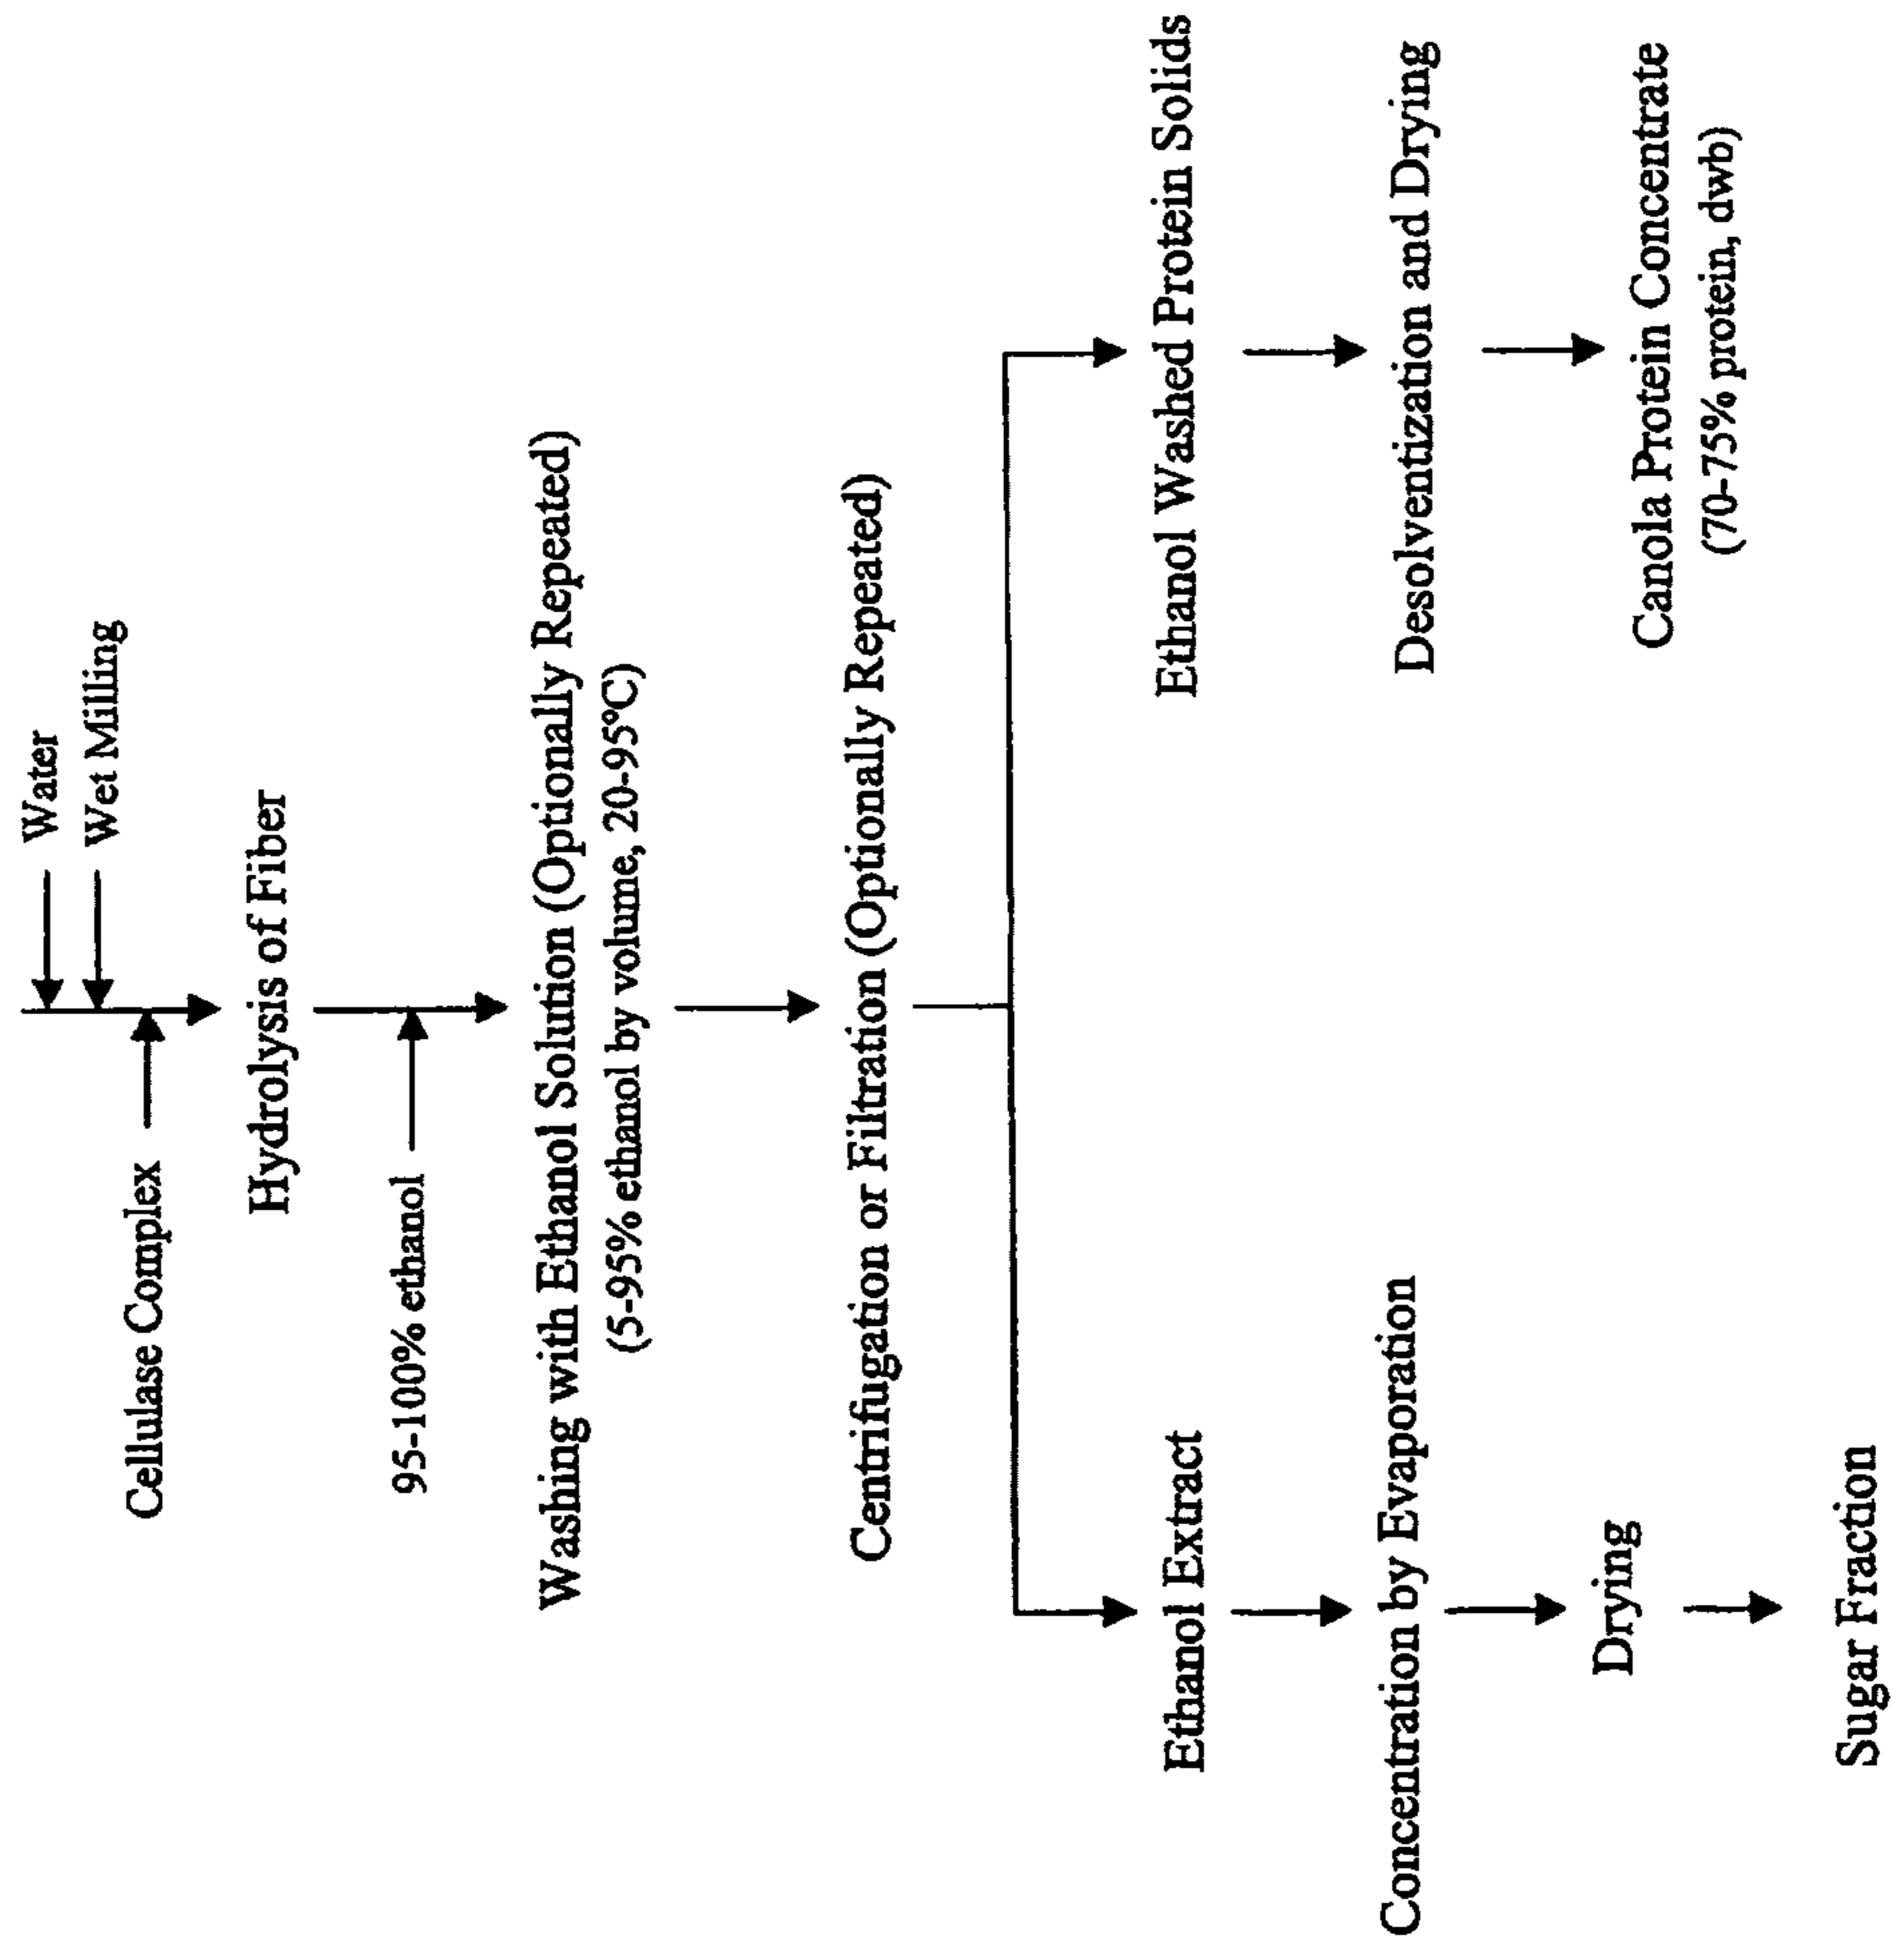 Water
Wet Milling
Cellulase Complex
Hydrolysis of Fiber
95-100% ethanol
Washing with Ethanol Solution (Optionally Repeated)
(5-95% ethanol by volume, 20-95°C)
Centrifugation or Filtration (Optionally Repeated)
Ethanol Extract
Concentration by Evaporation
Drying
Sugar Fraction
Ethanol Washed Protein Solids
Desolventization and Drying
Canola Protein Concentrate
(70-75% protein, dwb)